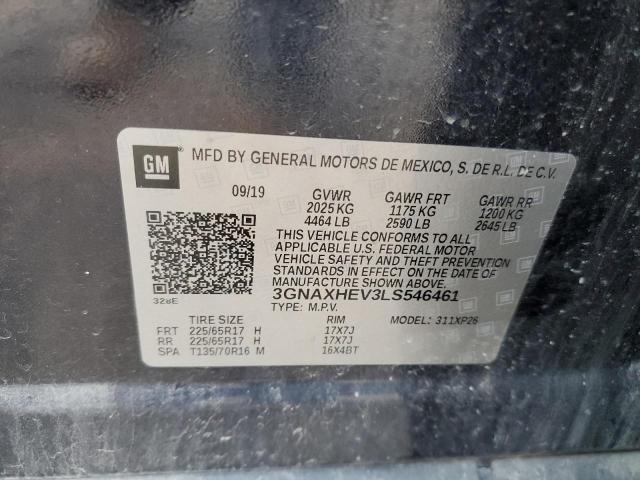 GM MFD BY GENERAL MOTORS DE MEXICO, S. DE R.L. DE C.V.
09/19 GVWR GAWR FRT GAWR RR
2025 KG 1175 KG 1200 KG
4464 LB 2590 LB 2645 LB
THIS VEHICLE CONFORMS TO ALL
APPLICABLE U.S. FEDERAL MOTOR
VEHICLE SAFETY AND THEFT PREVENTION
STANDARDS IN EFFECT ON THE DATE OF
MANUFACTURE SHOWN ABOVE.
328E 3GNAXHEV3LS546461
TYPE: M.P.V.
TIRE SIZE RIM MODEL: 311XP26
FRT 225/65R17 H 17X7J
RR 225/65R17 H 17X7J
SPA T135/70R16 M 16X4BT